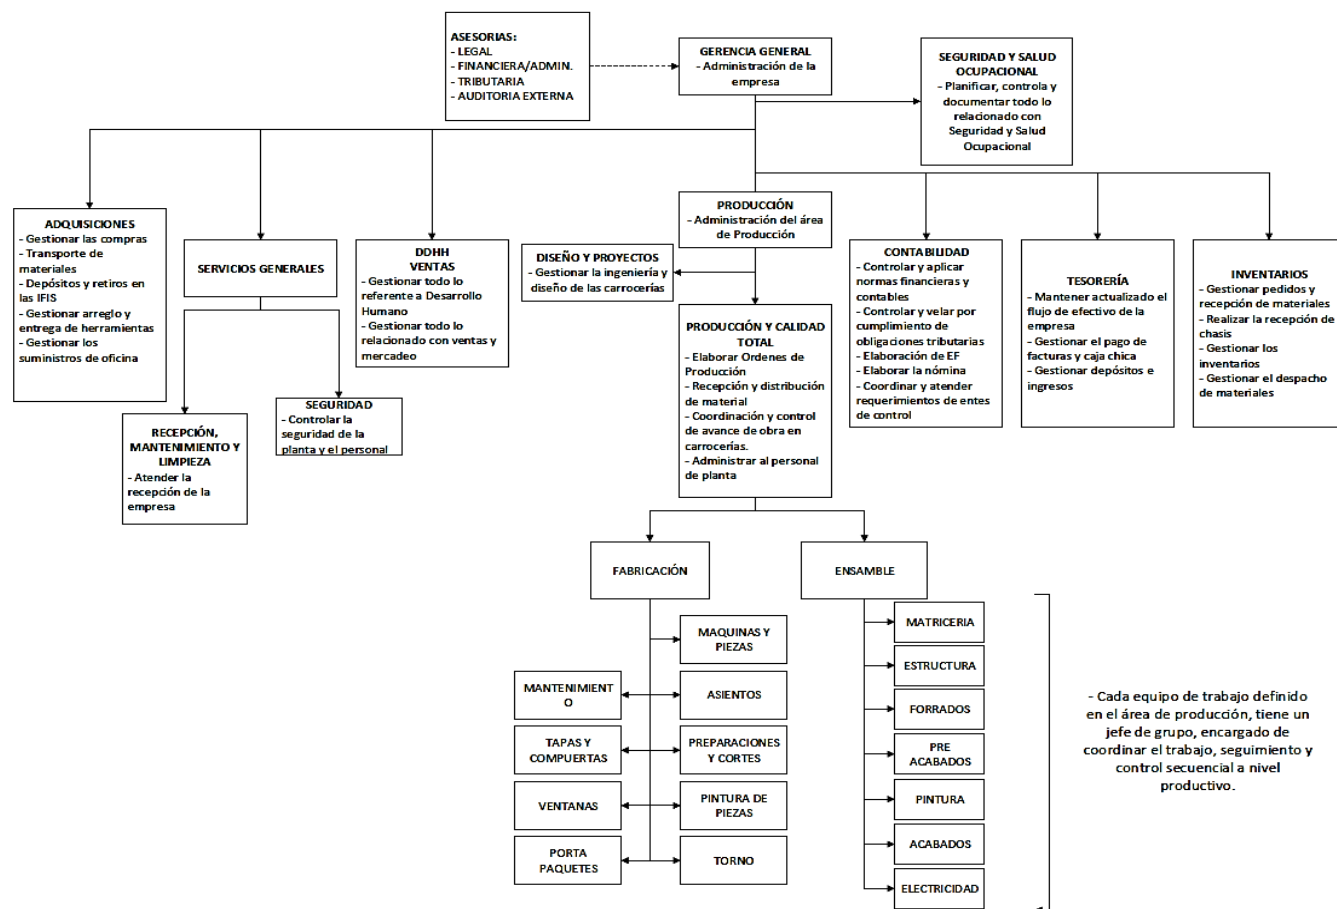 ASESORIAS:
- LEGAL
- FINANCIERA/ADMIN.
- TRIBUTARIA
- AUDITORIA EXTERNA
GERENCIA GENERAL
- Administración de la
empresa
SEGURIDAD Y SALUD
OCUPACIONAL
- Planificar, controla y
documentar todo lo
relacionado con
Seguridad y Salud
Ocupacional
ADQUISICIONES
- Gestionar las compras
- Transporte de
materiales
- Depósitos y retiros en
las IFIS
- Gestionar arreglo y
entrega de herramientas
- Gestionar los
suministros de oficina
SERVICIOS GENERALES
DDHH
VENTAS
- Gestionar todo lo
referente a Desarrollo
Humano
- Gestionar todo lo
relacionado con ventas y
mercadeo
PRODUCCIÓN
- Administración del área
de Producción
DISEÑO Y PROYECTOS
- Gestionar la ingeniería y
diseño de las carrocerías
CONTABILIDAD
- Controlar y aplicar
normas financieras y
contables
- Controlar y velar por
cumplimiento de
obligaciones tributarias
- Elaboración de EF
- Elaborar la nómina
- Coordinar y atender
requerimientos de entes
de control
TESORERÍA
- Mantener actualizado el
flujo de efectivo de la
empresa
- Gestionar el pago de
facturas y caja chica
- Gestionar depósitos e
ingresos
INVENTARIOS
- Gestionar pedidos y
recepción de materiales
- Realizar la recepción de
chasis
- Gestionar los
inventarios
- Gestionar el despacho
de materiales
RECEPCIÓN,
MANTENIMIENTO Y
LIMPIEZA
- Atender la
recepción de la
empresa
SEGURIDAD
- Controlar la
seguridad de la
planta y el personal
PRODUCCIÓN Y CALIDAD
TOTAL
- Elaborar Ordenes de
Producción
- Recepción y distribución
de material
- Coordinación y control
de avance de obra en
carrocerías.
- Administrar al personal
de planta
FABRICACIÓN
ENSAMBLE
MAQUINAS Y
PIEZAS
MANTENIMIENT
O
ASIENTOS
TAPAS Y
COMPUERTAS
PREPARACIONES
Y CORTES
VENTANAS
PINTURA DE
PIEZAS
PORTA
PAQUETES
TORNO
MATRICERIA
ESTRUCTURA
FORRADOS
PRE
ACABADOS
PINTURA
ACABADOS
ELECTRICIDAD
- Cada equipo de trabajo definido
en el área de producción, tiene un
jefe de grupo, encargado de
coordinar el trabajo, seguimiento y
control secuencial a nivel
productivo.